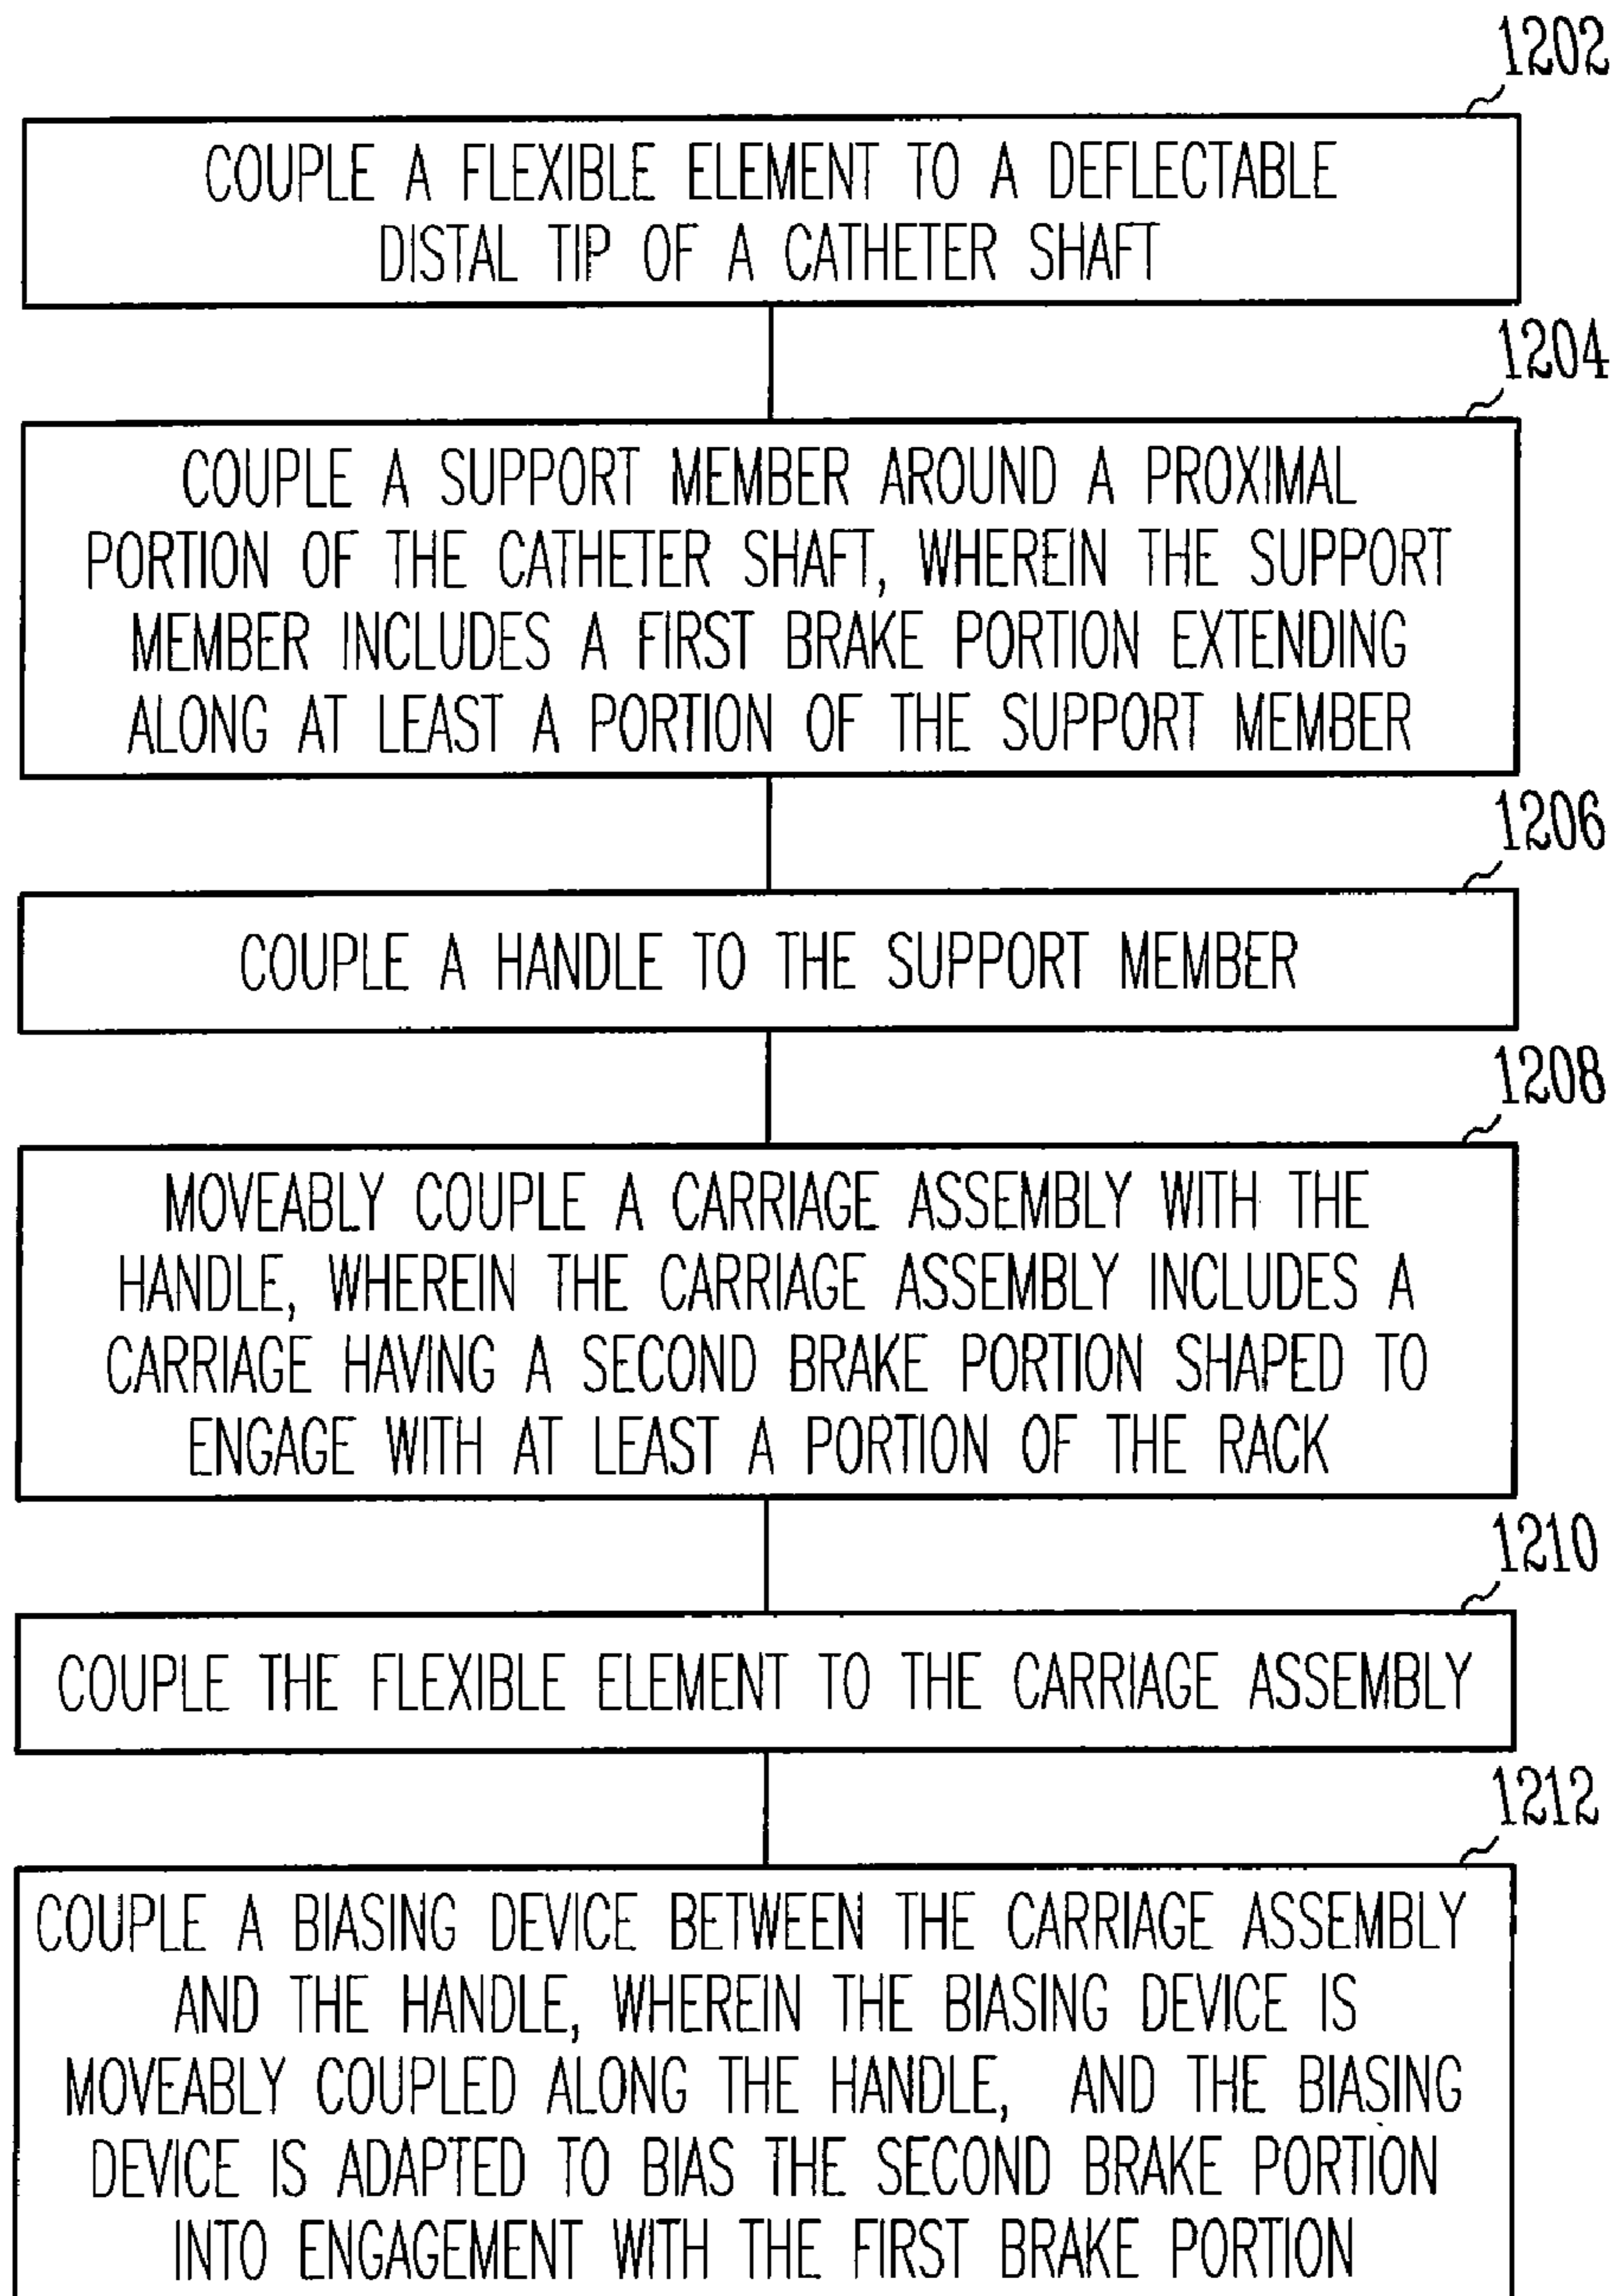 1202
COUPLE A FLEXIBLE ELEMENT TO A DEFLECTABLE
DISTAL TIP OF A CATHETER SHAFT
1204
COUPLE A SUPPORT MEMBER AROUND A PROXIMAL
PORTION OF THE CATHETER SHAFT, WHEREIN THE SUPPORT
MEMBER INCLUDES A FIRST BRAKE PORTION EXTENDING
ALONG AT LEAST A PORTION OF THE SUPPORT MEMBER
1206
COUPLE A HANDLE TO THE SUPPORT MEMBER
1208
MOVEABLY COUPLE A CARRIAGE ASSEMBLY WITH THE
HANDLE, WHEREIN THE CARRIAGE ASSEMBLY INCLUDES A
CARRIAGE HAVING A SECOND BRAKE PORTION SHAPED TO
ENGAGE WITH AT LEAST A PORTION OF THE RACK
1210
COUPLE THE FLEXIBLE ELEMENT TO THE CARRIAGE ASSEMBLY
1212
COUPLE A BIASING DEVICE BETWEEN THE CARRIAGE ASSEMBLY
AND THE HANDLE, WHEREIN THE BIASING DEVICE IS
MOVEABLY COUPLED ALONG THE HANDLE, AND THE BIASING
DEVICE IS ADAPTED TO BIAS THE SECOND BRAKE PORTION
INTO ENGAGEMENT WITH THE FIRST BRAKE PORTION